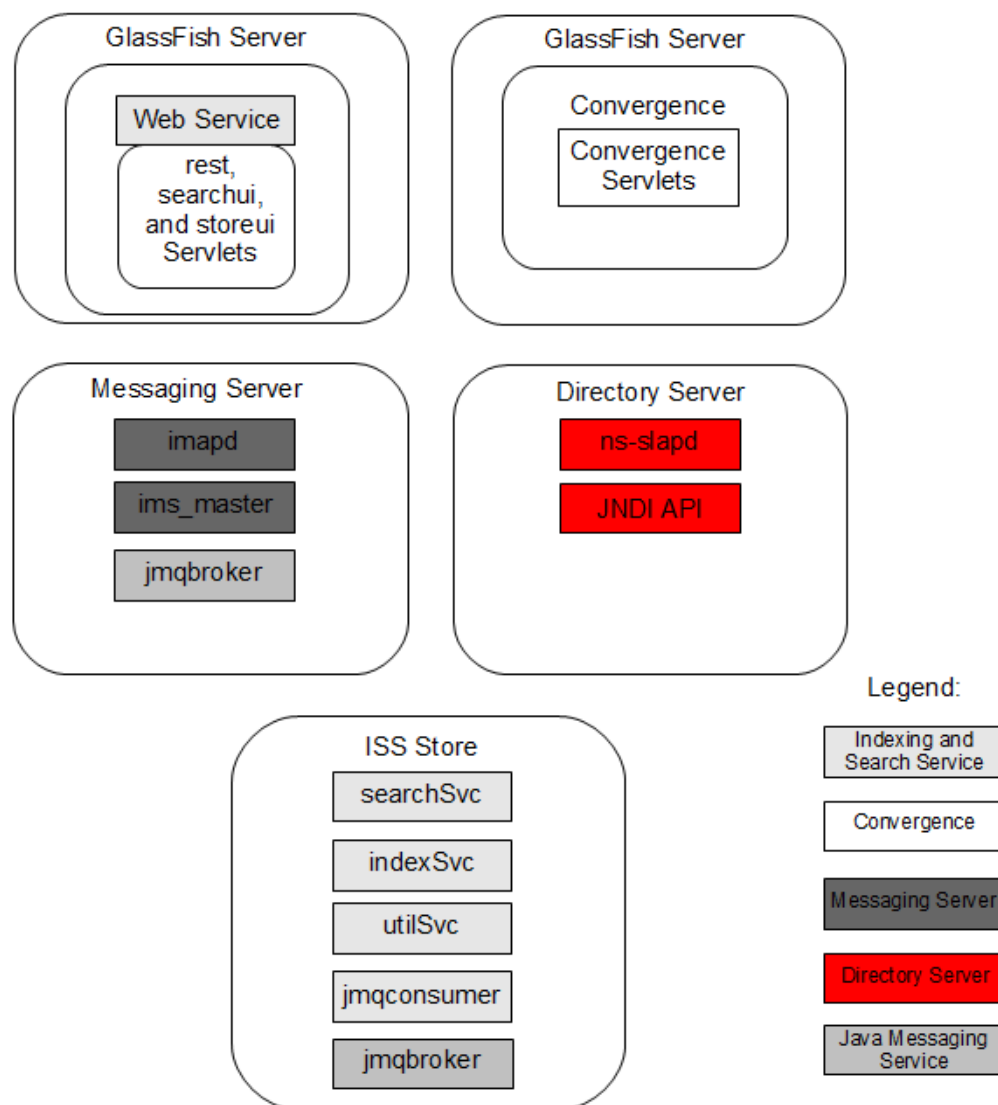 GlassFish Server
Web Service
rest,
searchui,
and storeui
Servlets
GlassFish Server
Convergence
Convergence
Servlets
Messaging Server
imapd
ims_master
jmqbroker
Directory Server
ns-slapd
JNDI API
ISS Store
searchSvc
indexSvc
utilSvc
jmqconsumer
jmqbroker
Legend:
Indexing and
Search Service
Convergence
Messaging Server
Directory Server
Java Messaging
Service